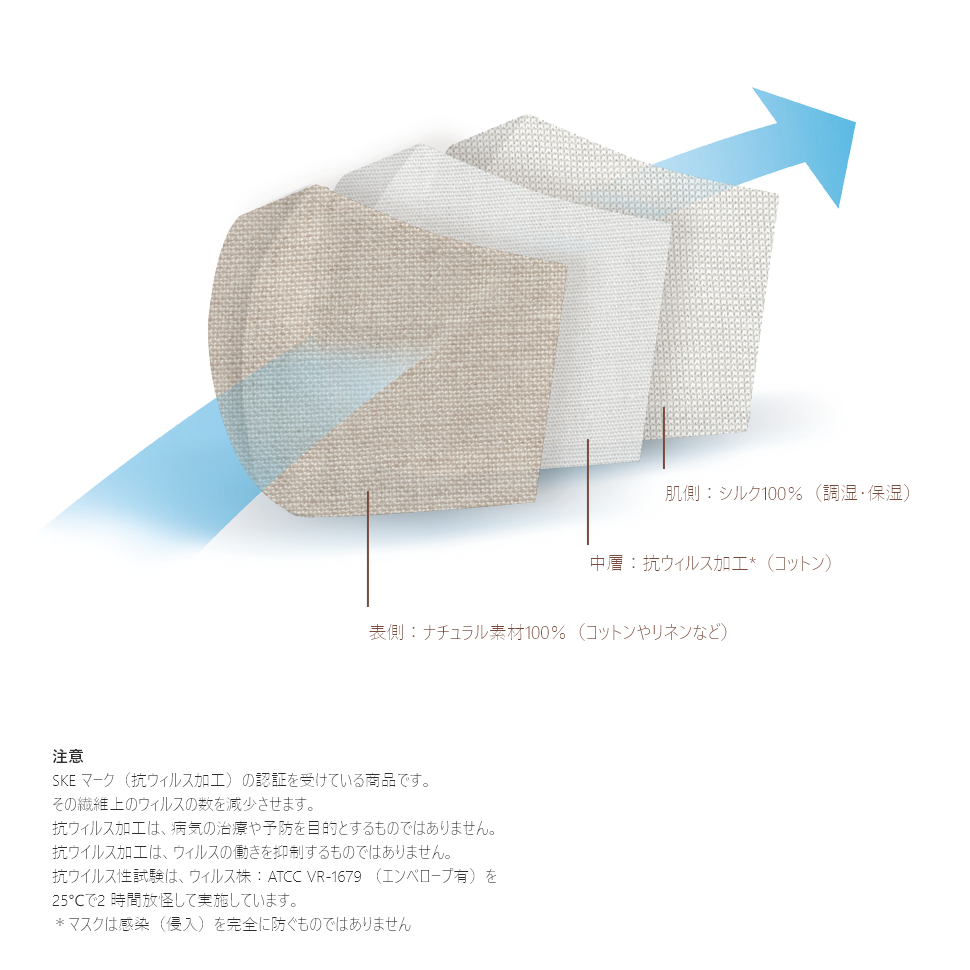 肌側：シルク100%（調湿・保湿）
中層：抗ウィルス加工*（コットン）
表側：ナチュラル素材100%（コットンやリネンなど）
注意
SKE マーク（抗ウィルス加工）の認証を受けている商品です。
その繊維上のウィルスの数を減少させます。
抗ウィルス加工は、病気の治療や予防を目的とするものではありません。
抗ウイルス加工は、ウィルスの働きを抑制するものではありません。
抗ウイルス性試験は、ウィルス株：ATCC VR-1679 （エンベロープ有）を
25℃で2 時間放怪して実施しています。
＊マスクは感染（侵入）を完全に防ぐものではありません